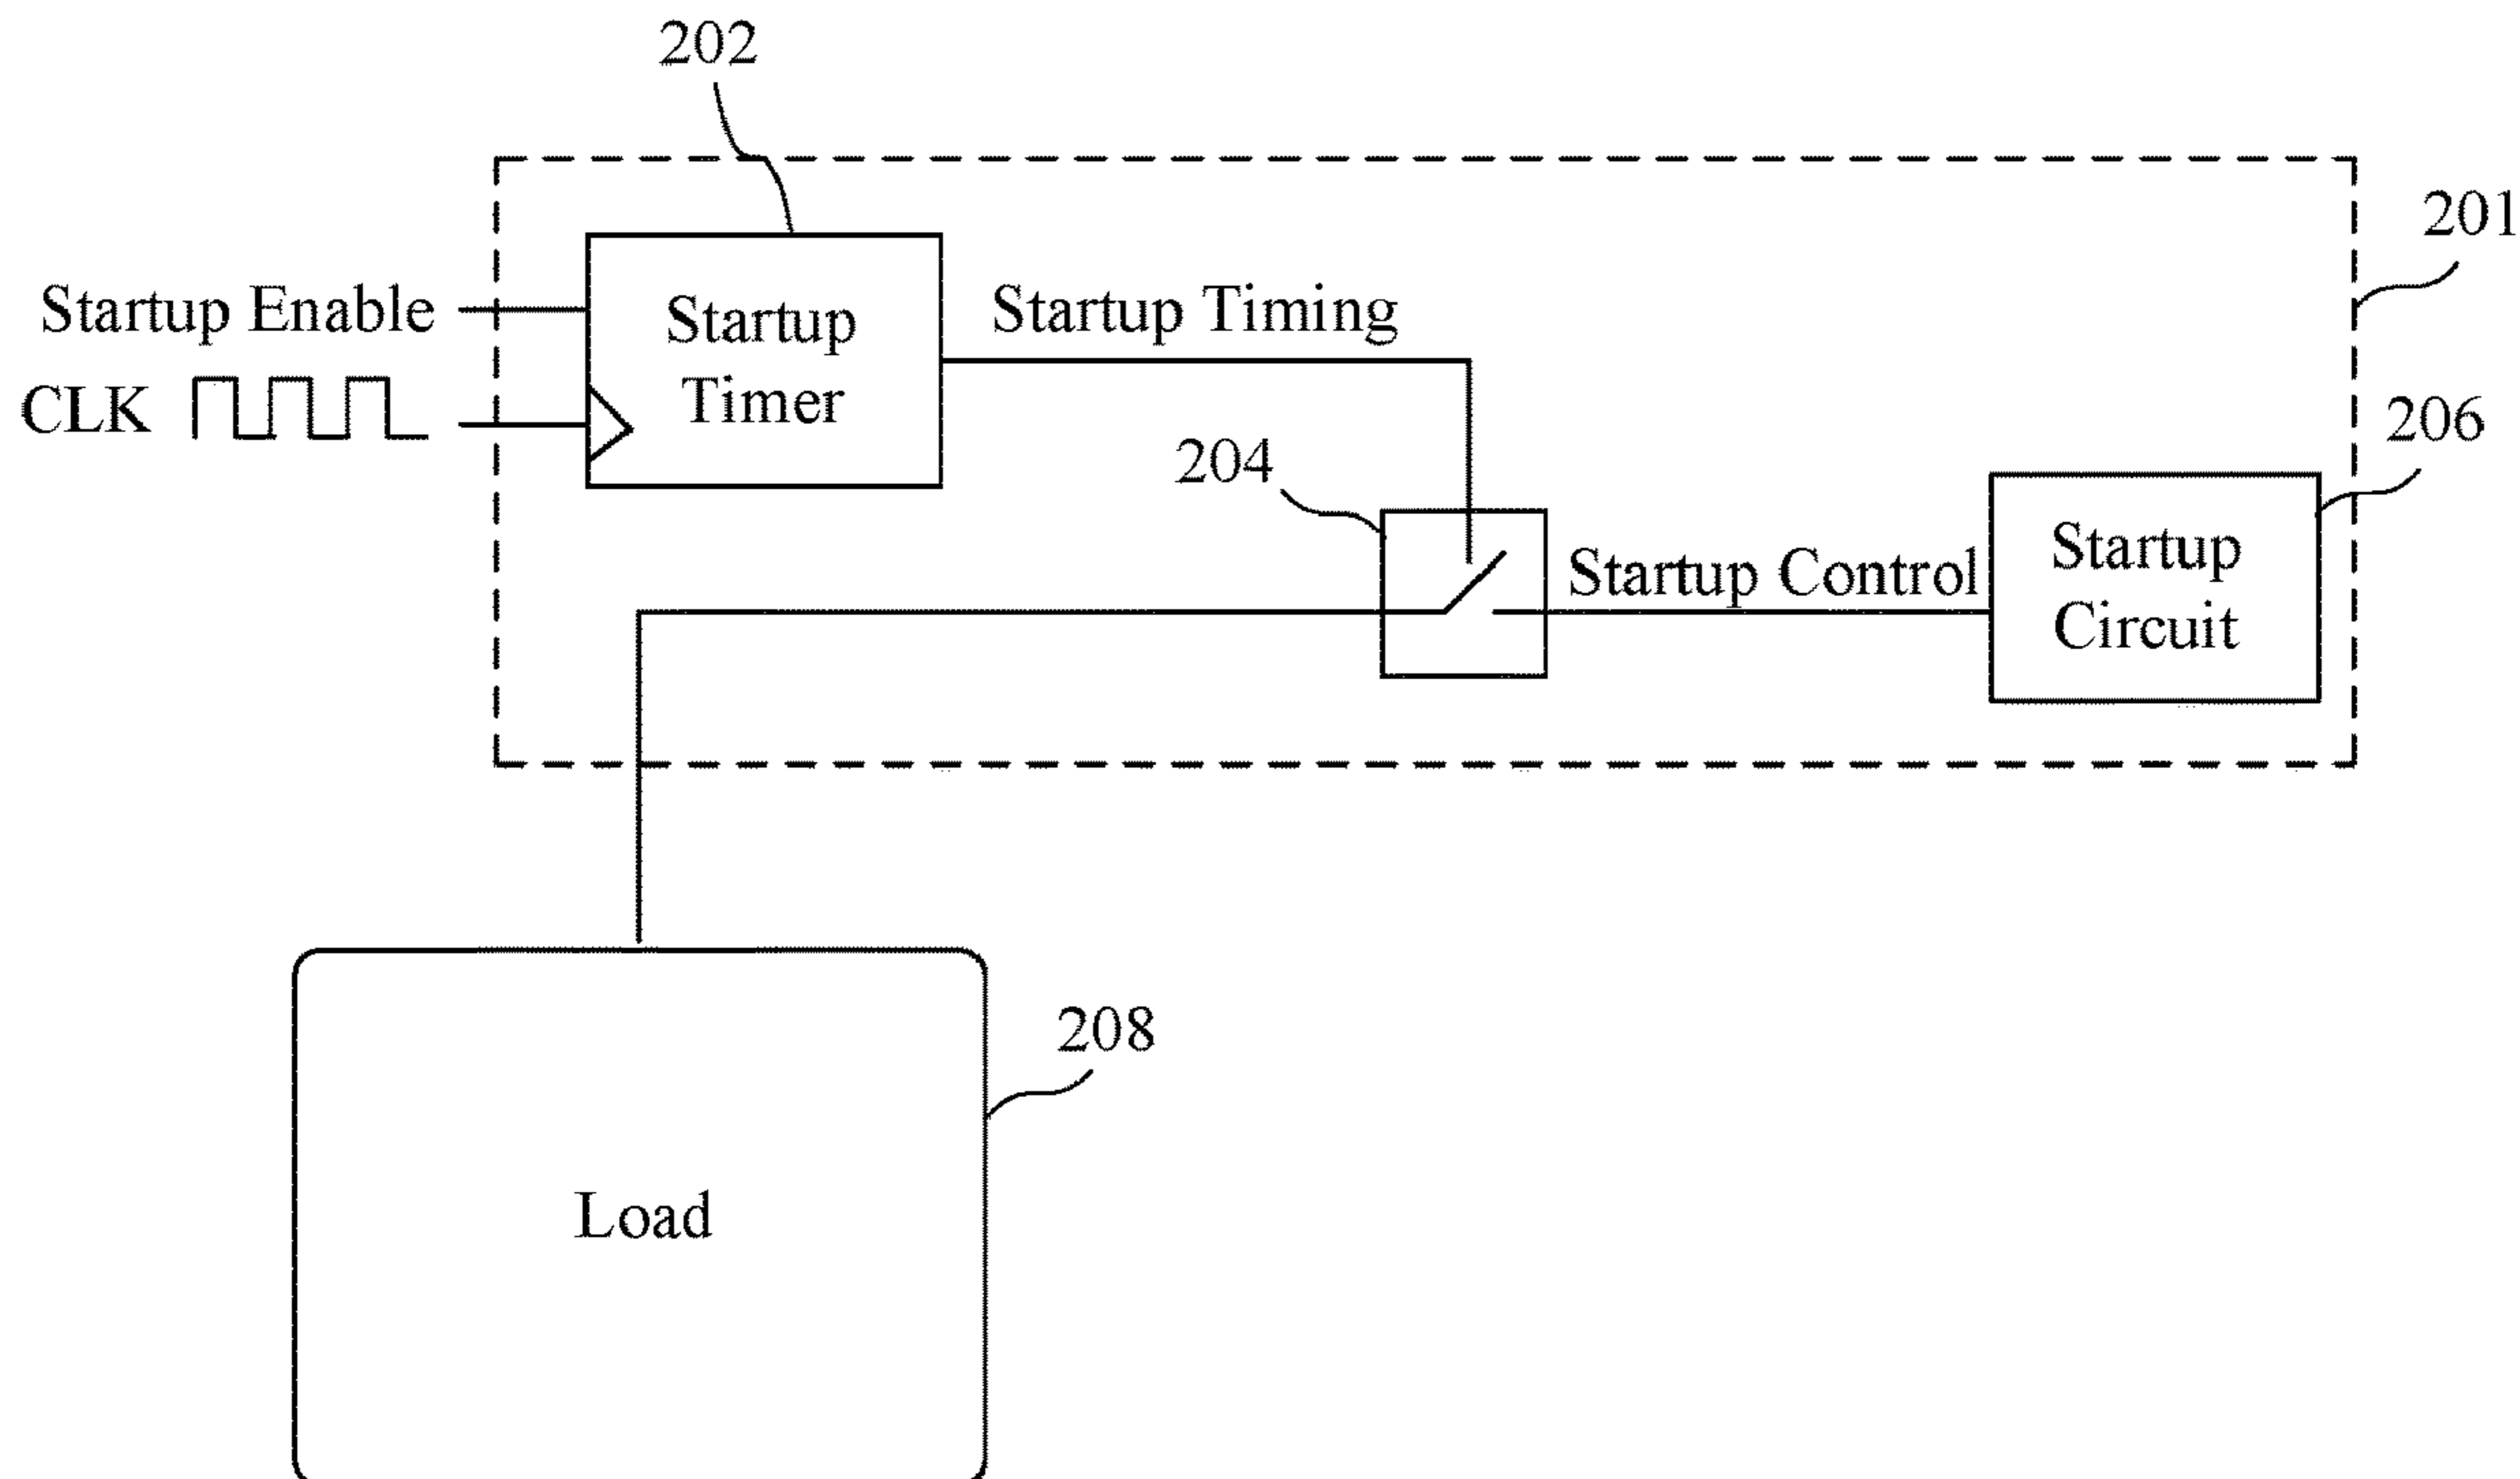 202
201
Startup Enable
CLK
Startup
Timer
Startup Timing
204
206
Startup Control
Startup
Circuit
208
Load